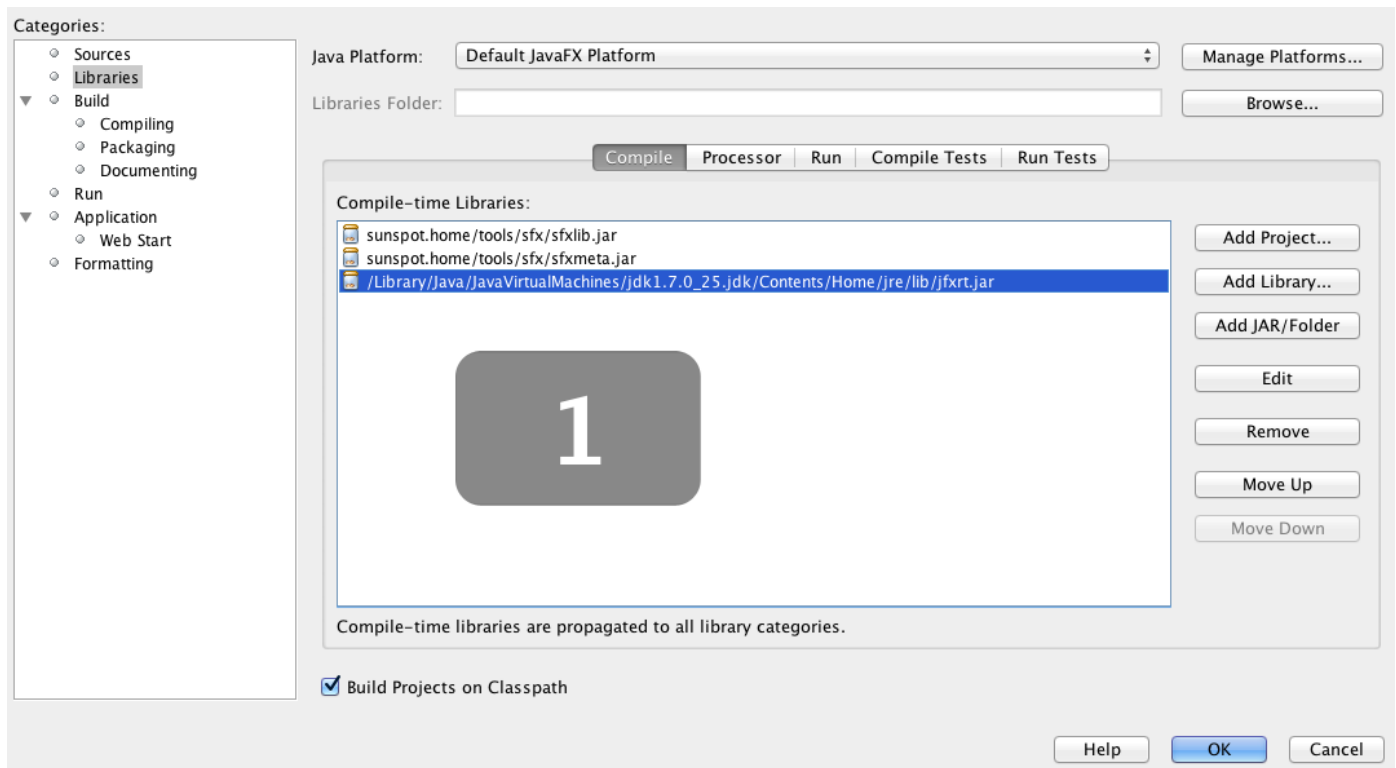 Categories:
Sources
Libraries
Build
Compiling
Packaging
Documenting
Run
Application
Web Start
Formatting
Java Platform: Default JavaFX Platform Manage Platforms...
Libraries Folder: Browse...
Compile Processor Run Compile Tests Run Tests
Compile-time Libraries:
sunspot.home/tools/sfx/sfxlib.jar
sunspot.home/tools/sfx/sfxmeta.jar
/Library/Java/JavaVirtualMachines/jdk1.7.0_25.jdk/Contents/Home/jre/lib/jfxrt.jar
1
Add Project...
Add Library...
Add JAR/Folder
Edit
Remove
Move Up
Move Down
Compile-time libraries are propagated to all library categories.
Build Projects on Classpath
Help OK Cancel